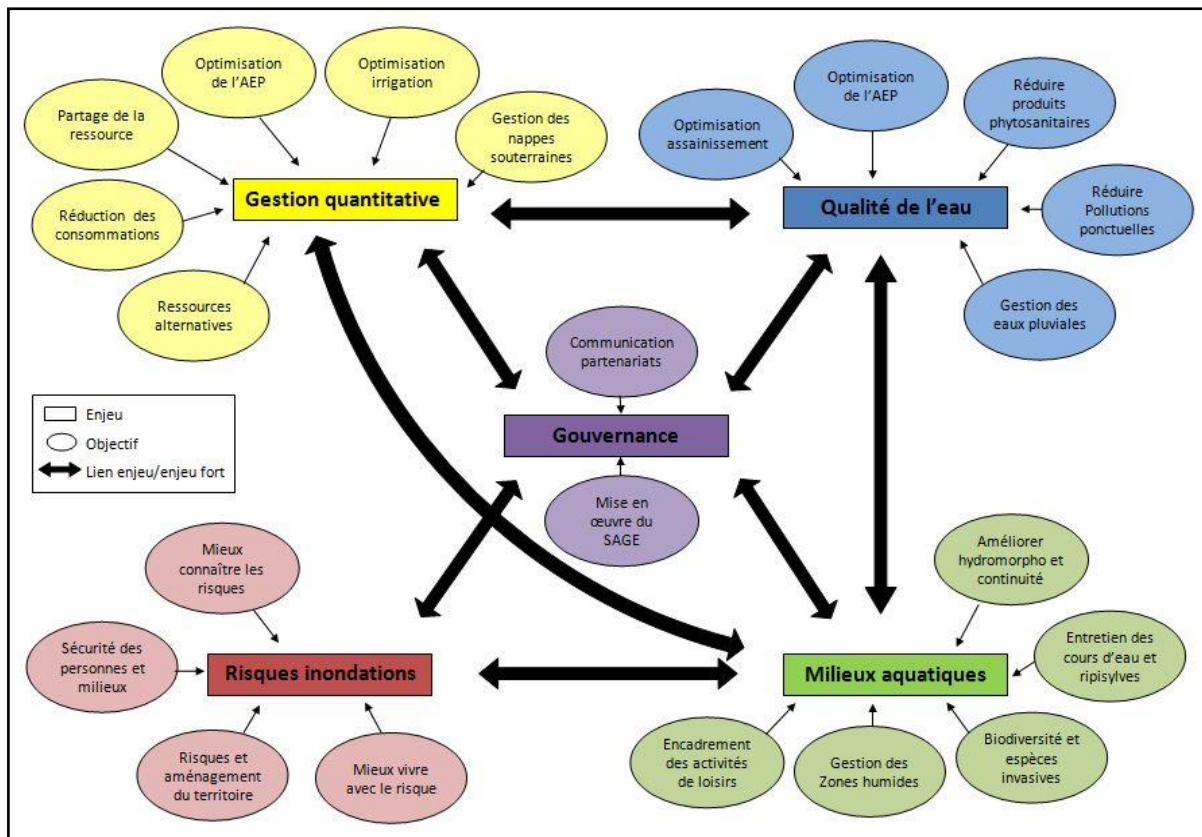 Optimisation
de l'AEP
Optimisation
irrigation
Partage de la
ressource
Gestion des
nappes
souterraines
Réduction des
consommations
Ressources
alternatives
Gestion quantitative
Optimisation
assainissement
Optimisation
de l'AEP
Réduire
produits
phytosanitaires
Réduire
Pollutions
ponctuelles
Gestion des
eaux pluviales
Qualité de l'eau
Communication
partenariats
Gouvernance
Mise en
œuvre du
SAGE
Enjeu
Objectif
Lien enjeu/enjeu fort
Mieux
connaître les
risques
Sécurité des
personnes et
milieux
Risques inondations
Risques et
aménagement
du territoire
Mieux vivre
avec le risque
Améliorer
hydromorpho et
continuité
Entretien des
cours d'eau et
ripisylves
Milieux aquatiques
Encadrement
des activités
de loisirs
Gestion des
Zones humides
Biodiversité et
espèces
invasives